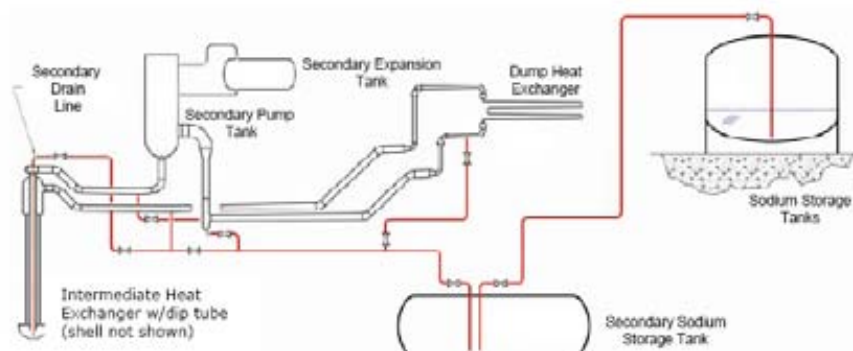 Secondary
Drain
Line
Secondary Expansion
Tank
Secondary Pump
Tank
Dump Heat
Exchanger
Sodium Storage
Tanks
Intermediate Heat
Exchanger w/dip tube
(shell not shown)
Secondary Sodium
Storage Tank